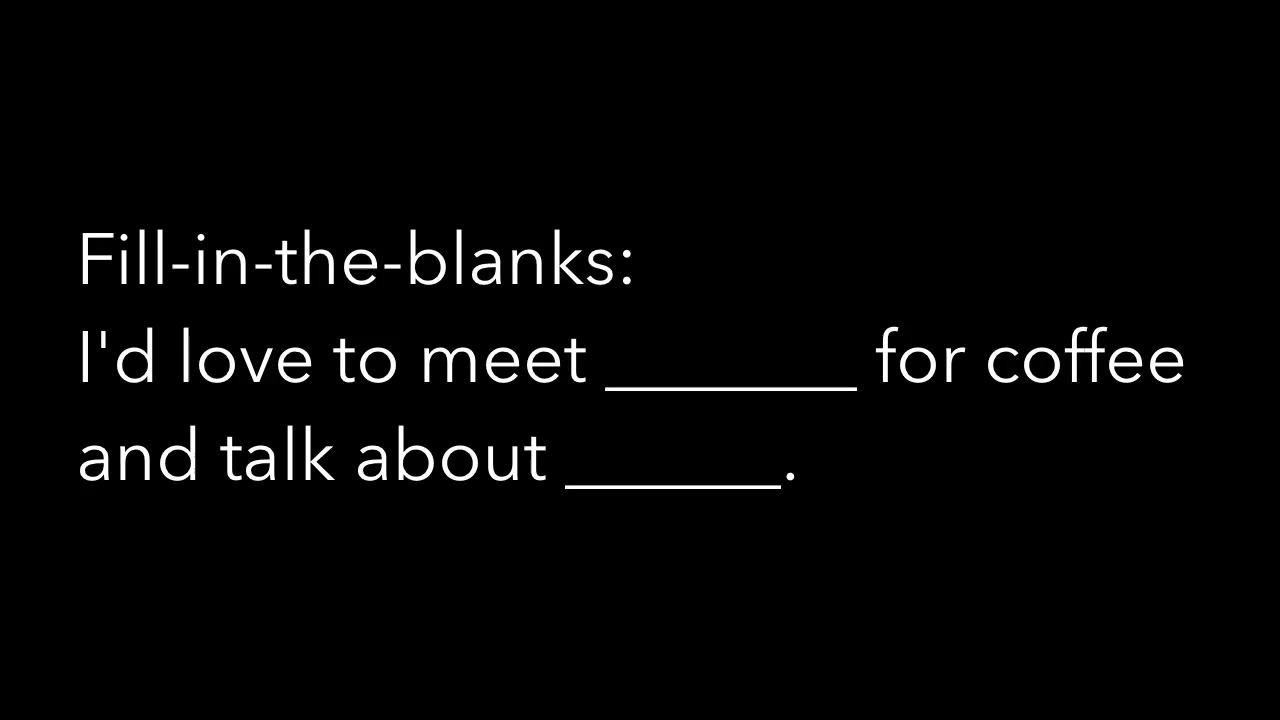 Fill-in-the-blanks:
I'd love to meet _______ for coffee
and talk about ______.